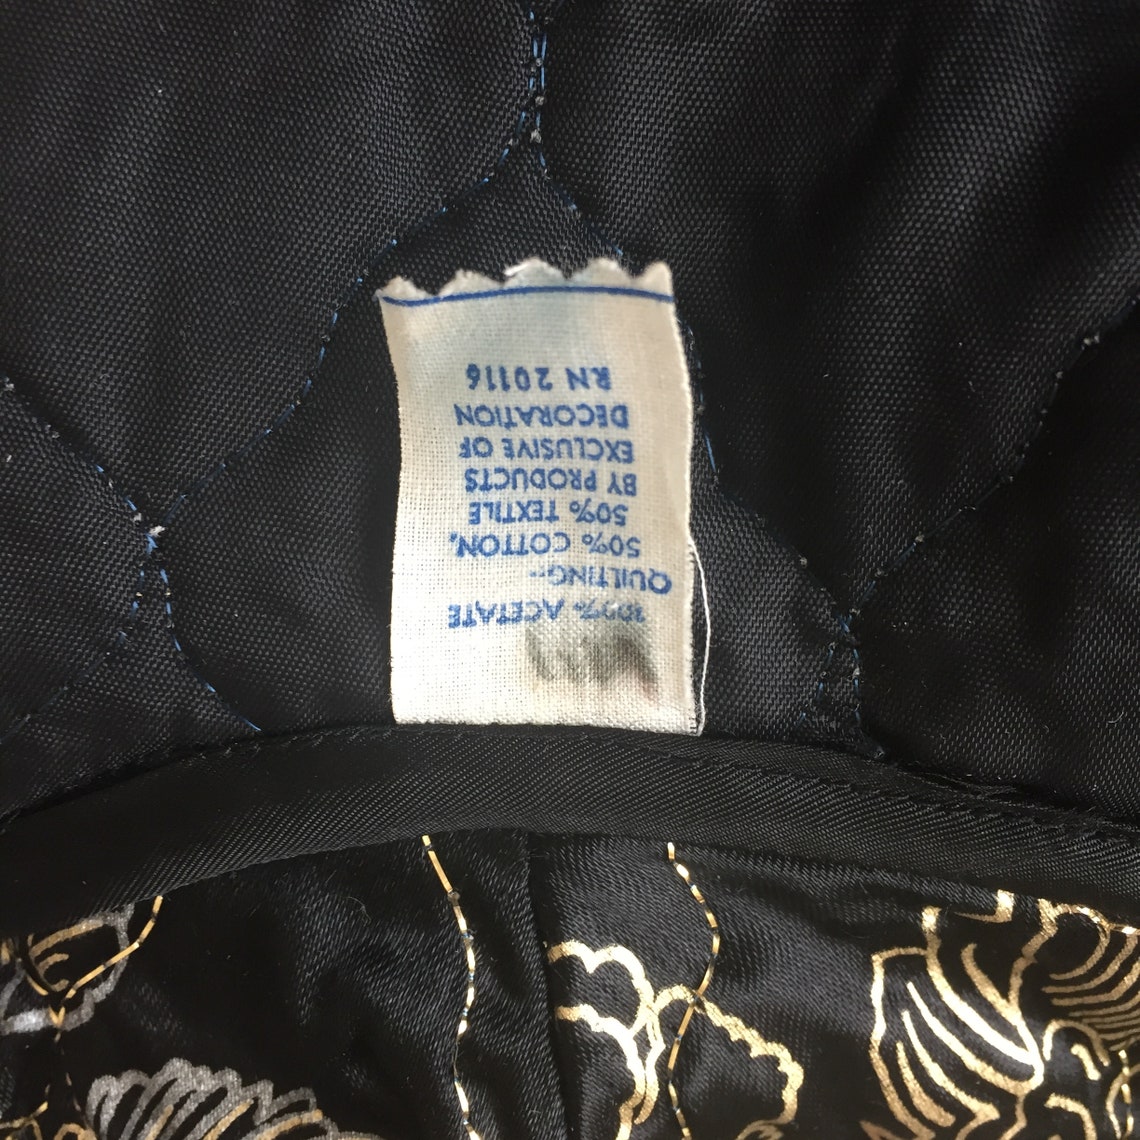 100% ACETATE
QUILTING--
50% COTTON,
50% TEXTILE
BY PRODUCTS
EXCLUSIVE OF
DECORATION
RN 20116